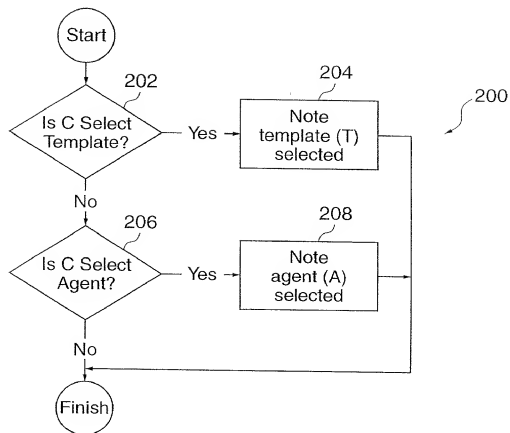 Start
202
Is C Select
Template?
Yes
204
Note
template (T)
selected
200
No
206
Is C Select
Agent?
Yes
208
Note
agent (A)
selected
No
Finish